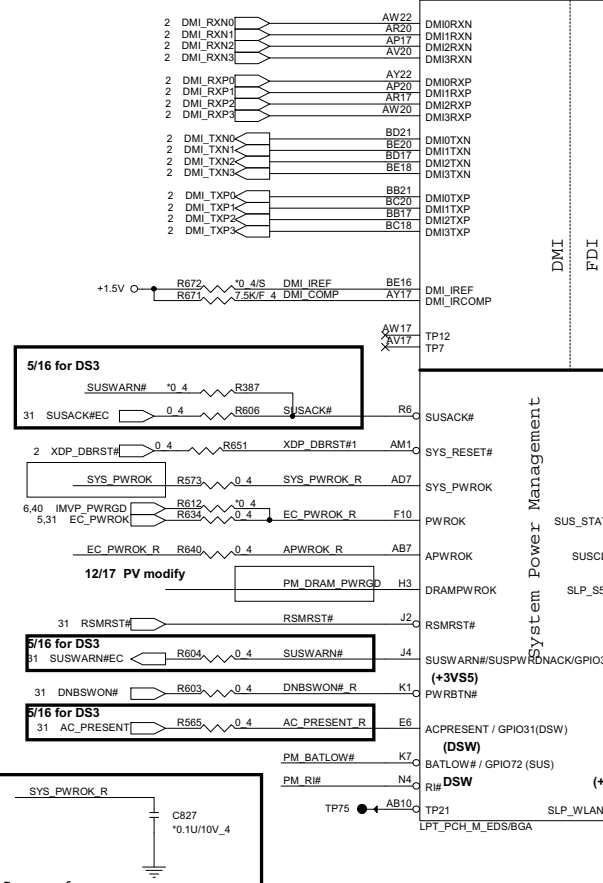 2 DMI_RXN0 AW22 DMI0RXN
2 DMI_RXN1 AR20 DMI1RXN
2 DMI_RXN2 AP17 DMI2RXN
2 DMI_RXN3 AV20 DMI3RXN
2 DMI_RXP0 AY22 DMI0RXP
2 DMI_RXP1 AP20 DMI1RXP
2 DMI_RXP2 AR17 DMI2RXP
2 DMI_RXP3 AW20 DMI3RXP
2 DMI_TXN0 BD21 DMI0TXN
2 DMI_TXN1 BE20 DMI1TXN
2 DMI_TXN2 BD17 DMI2TXN
2 DMI_TXN3 BE18 DMI3TXN
2 DMI_TXP0 BB21 DMI0TXP
2 DMI_TXP1 BC20 DMI1TXP
2 DMI_TXP2 BB17 DMI2TXP
2 DMI_TXP3 BC18 DMI3TXP
DMI
FDI
+1.5V R672 *0_4/S DMI_IREF BE16 DMI_IREF
R671 7.5K/F_4 DMI_COMP AY17 DMI_IRCOMP
AW17 TP12
AV17 TP7
5/16 for DS3
SUSWARN# *0_4 R387
31 SUSACK#EC 0_4 R606 SUSACK# R6 SUSACK#
2 XDP_DBRST# 0_4 R651 XDP_DBRST#1 AM1 SYS_RESET#
SYS_PWROK R573 0_4 SYS_PWROK_R AD7 SYS_PWROK
6,40 IMVP_PWRGD R612 *0_4
5,31 EC_PWROK R634 0_4 EC_PWROK_R F10 PWROK
SUS_STA
EC_PWROK_R R640 0_4 APWROK_R AB7 APWROK
SUSCL
12/17 PV modify
PM_DRAM_PWRGD H3 DRAMPWROK
SLP_S5
System Power Management
31 RSMRST# RSMRST# J2 RSMRST#
5/16 for DS3
31 SUSWARN#EC R604 0_4 SUSWARN# J4 SUSWARN#/SUSPWRDNACK/GPIO3
(+3VS5)
31 DNBSWON# R603 0_4 DNBSWON#_R K1 PWRBTN#
5/16 for DS3
31 AC_PRESENT R565 0_4 AC_PRESENT_R E6 ACPRESENT / GPIO31(DSW)
(DSW)
PM_BATLOW# K7 BATLOW# / GPIO72 (SUS)
PM_RI# N4 RI# DSW (+
TP75 AB10 TP21 SLP_WLAN
LPT_PCH_M_EDS/BGA
SYS_PWROK_R
C827
*0.1U/10V_4